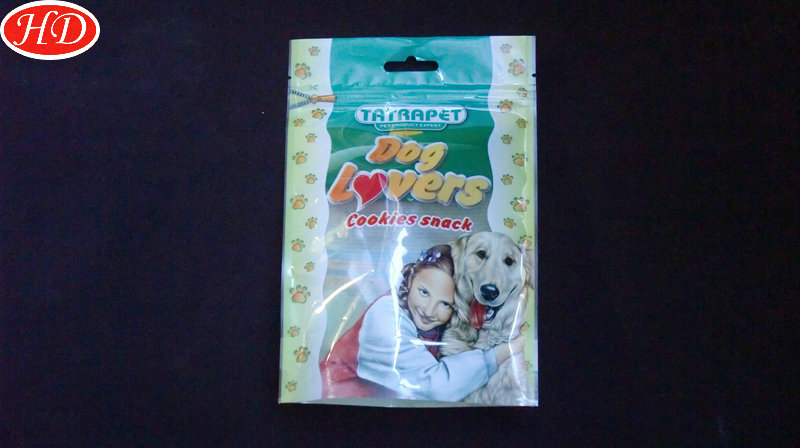 HD
TATRAPET
PET PRODUCT EXPERT
Dog
Lovers
Cookies snack